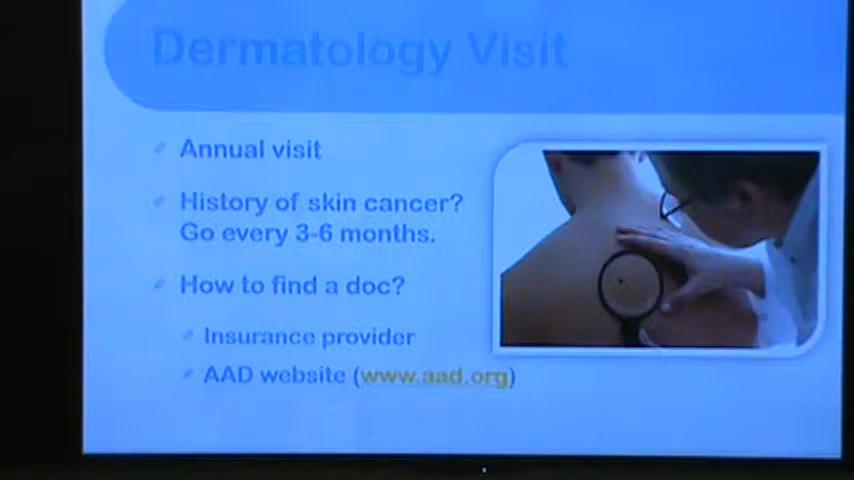 Dermatology Visit
Annual visit
History of skin cancer?
Go every 3-6 months.
How to find a doc?
Insurance provider
AAD website (www.aad.org)